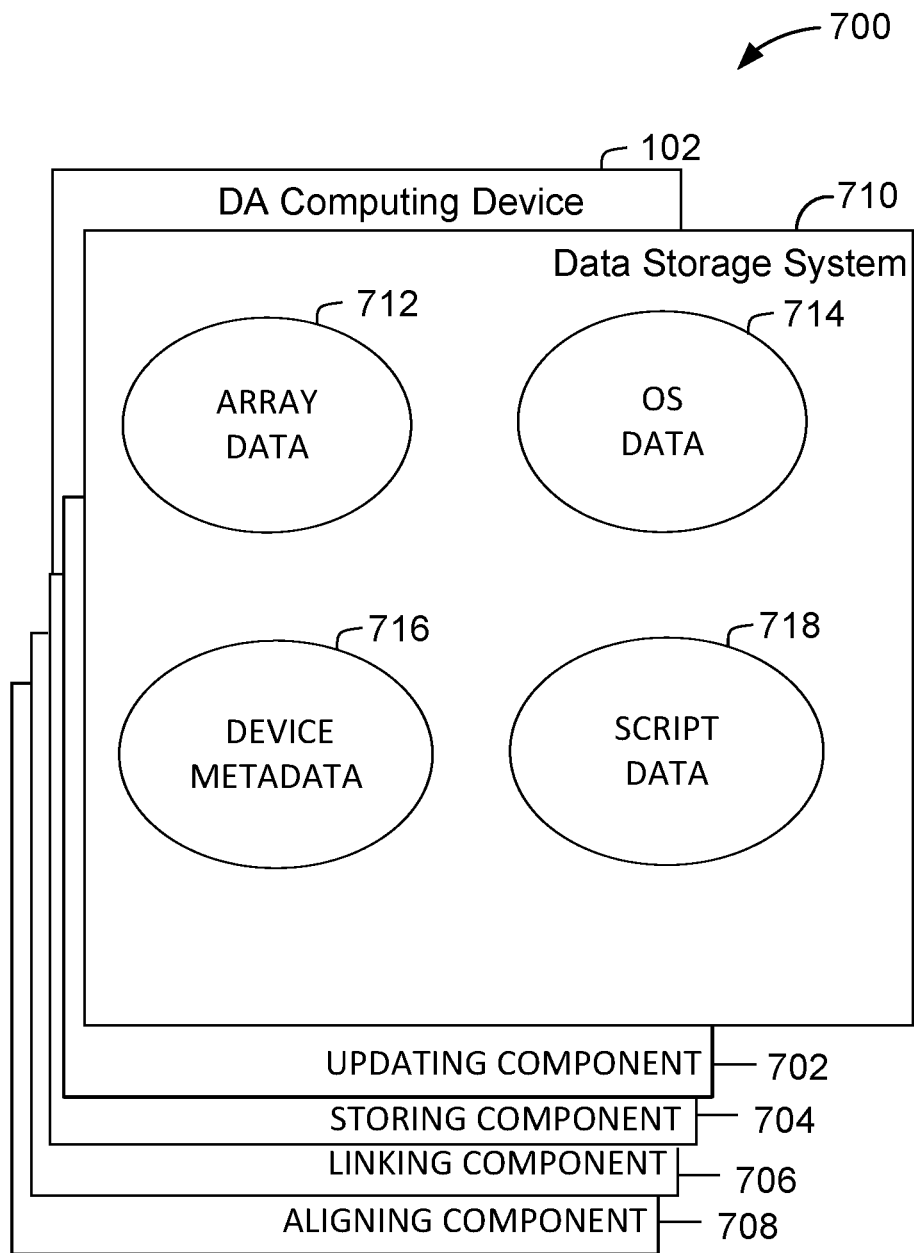 700
102
DA Computing Device
710
Data Storage System
712
714
ARRAY
DATA
OS
DATA
716
718
DEVICE
METADATA
SCRIPT
DATA
UPDATING COMPONENT
702
STORING COMPONENT
704
LINKING COMPONENT
706
ALIGNING COMPONENT
708